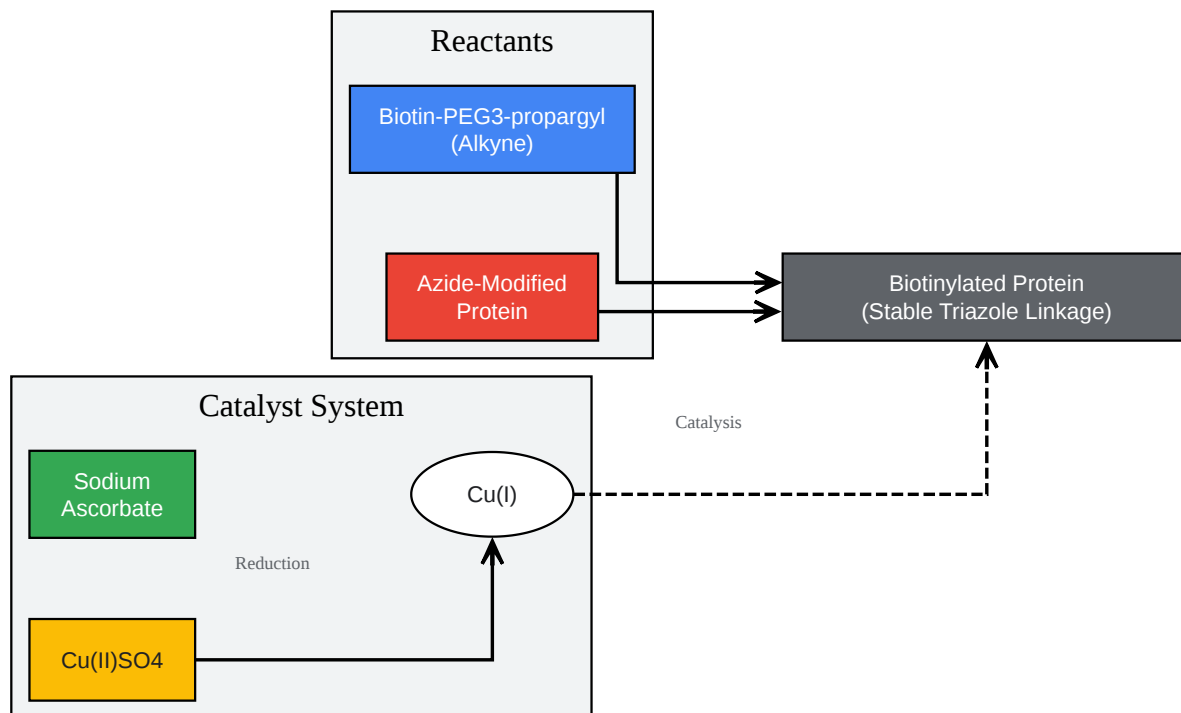 Reactants
Biotin-PEG3-propargyl
(Alkyne)
Azide-Modified
Protein
Biotinylated Protein
(Stable Triazole Linkage)
Catalyst System
Catalysis
Sodium
Ascorbate
Cu(I)
Reduction
Cu(II)SO4